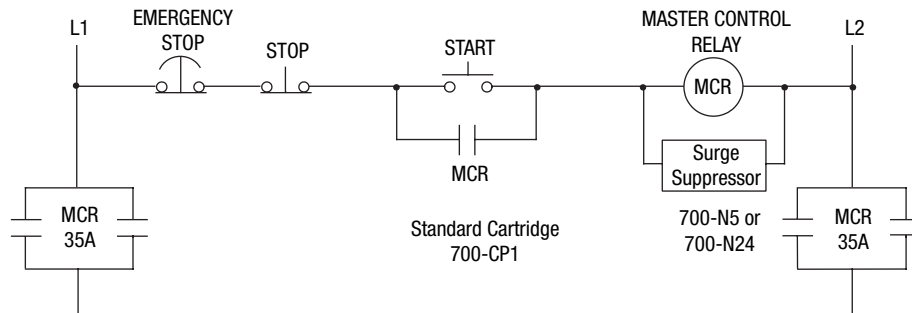 EMERGENCY
STOP
L1
STOP
START
MASTER CONTROL
RELAY
L2
MCR
MCR
Surge
Suppressor
MCR
35A
Standard Cartridge
700-CP1
700-N5 or
700-N24
MCR
35A